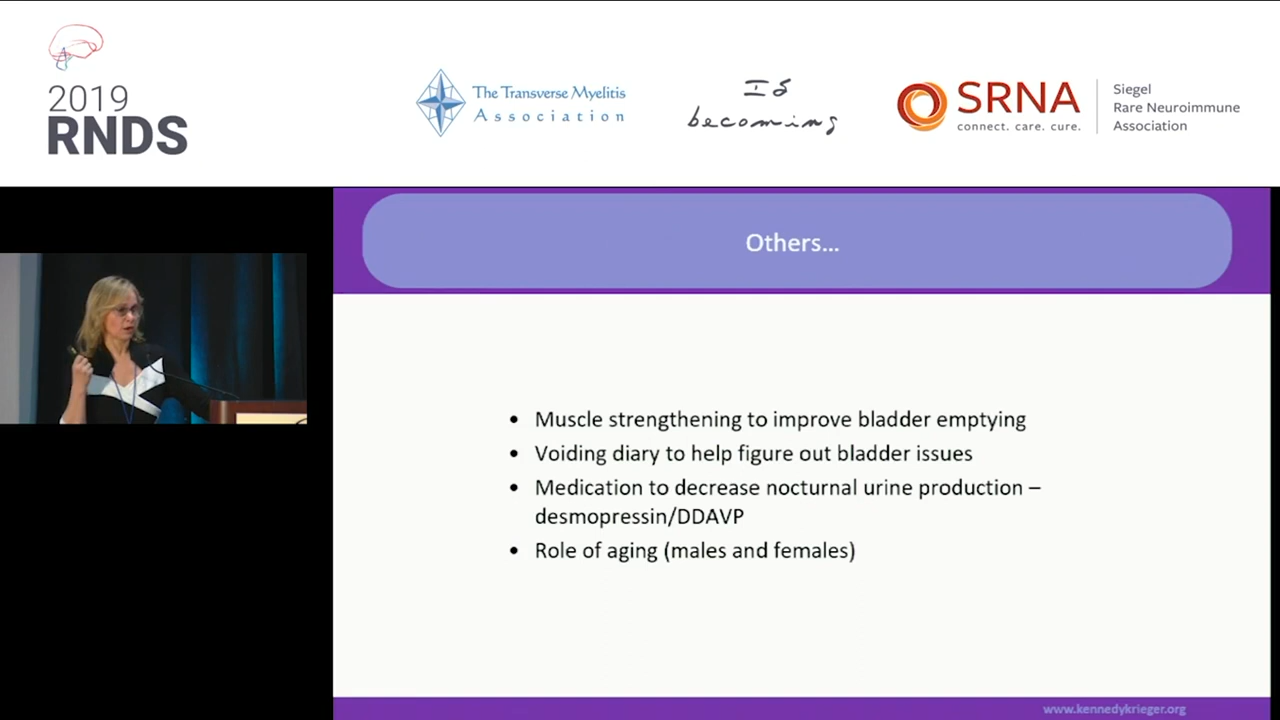 2019
RNDS
The Transverse Myelitis
Association
Is
becoming
SRNA
connect. care. cure.
Siegel
Rare Neuroimmune
Association
Others...
• Muscle strengthening to improve bladder emptying
• Voiding diary to help figure out bladder issues
• Medication to decrease nocturnal urine production –
desmopressin/DDAVP
• Role of aging (males and females)
www.kennedykrieger.org